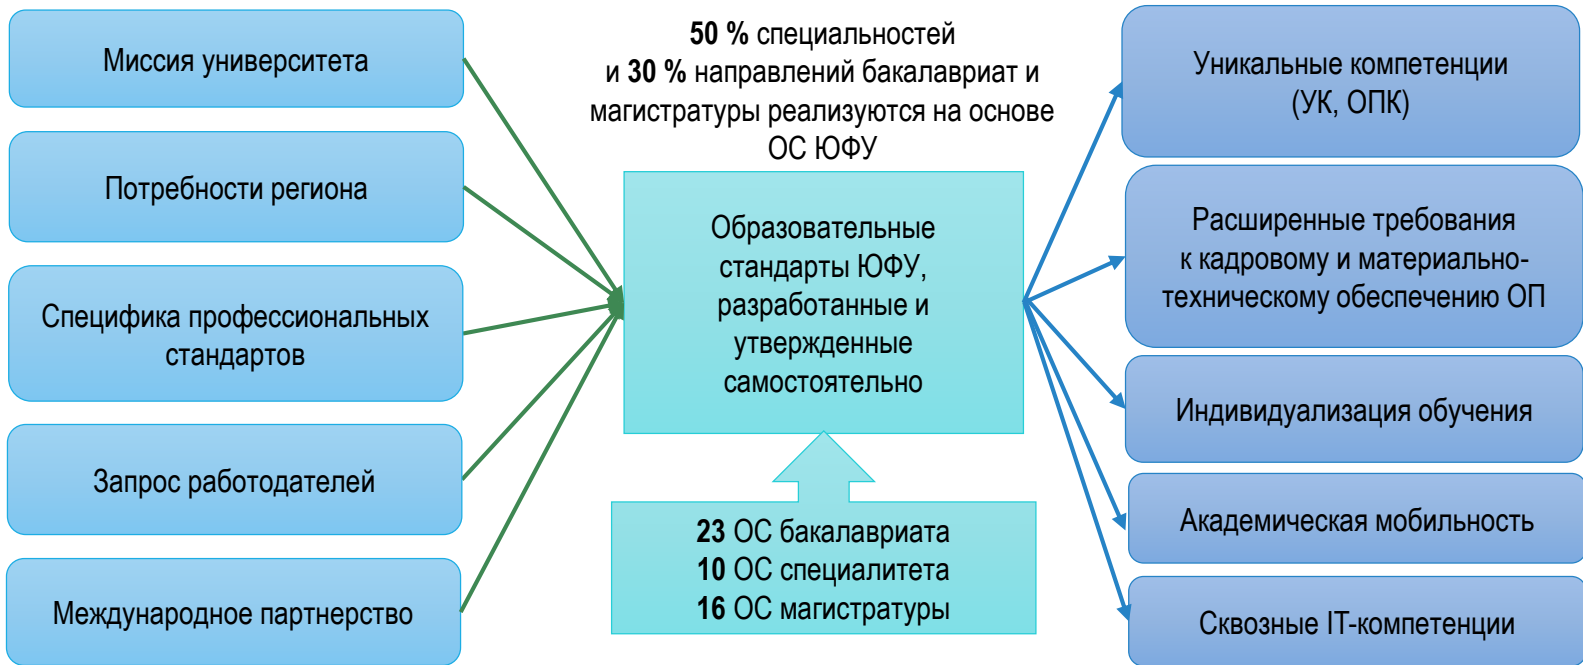 Миссия университета
Потребности региона
Специфика профессиональных
стандартов
Запрос работодателей
Международное партнерство
50 % специальностей
и 30 % направлений бакалавриат и
магистратуры реализуются на основе
ОС ЮФУ
Образовательные
стандарты ЮФУ,
разработанные и
утвержденные
самостоятельно
23 ОС бакалавриата
10 ОС специалитета
16 ОС магистратуры
Уникальные компетенции
(УК, ОПК)
Расширенные требования
к кадровому и материально-
техническому обеспечению ОП
Индивидуализация обучения
Академическая мобильность
Сквозные IT-компетенции